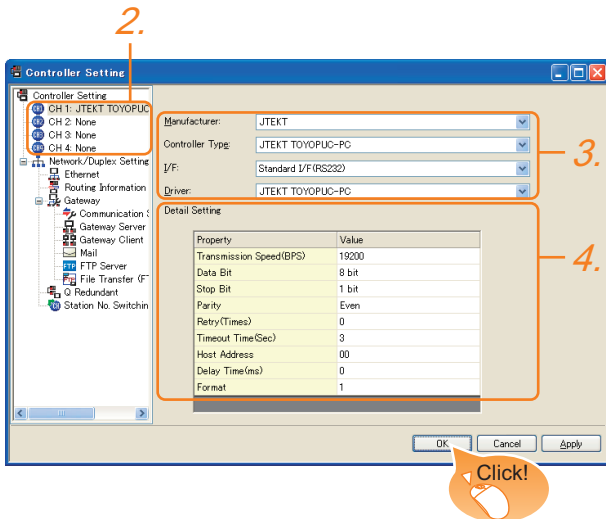 2.
Controller Setting
Controller Setting
CH 1: JTEKT TOYOPUC
CH 2: None
CH 3: None
CH 4: None
Network/Duplex Setting
Ethernet
Routing Information
Gateway
Communication S
Gateway Server
Gateway Client
Mail
FTP Server
File Transfer (FT
Q Redundant
Station No. Switchin
Manufacturer: JTEKT
Controller Type: JTEKT TOYOPUC-PC
I/F: Standard I/F(RS232)
Driver: JTEKT TOYOPUC-PC
3.
Detail Setting
Property Value
Transmission Speed(BPS) 19200
Data Bit 8 bit
Stop Bit 1 bit
Parity Even
Retry(Times) 0
Timeout Time(Sec) 3
Host Address 00
Delay Time(ms) 0
Format 1
4.
OK Cancel Apply
Click!